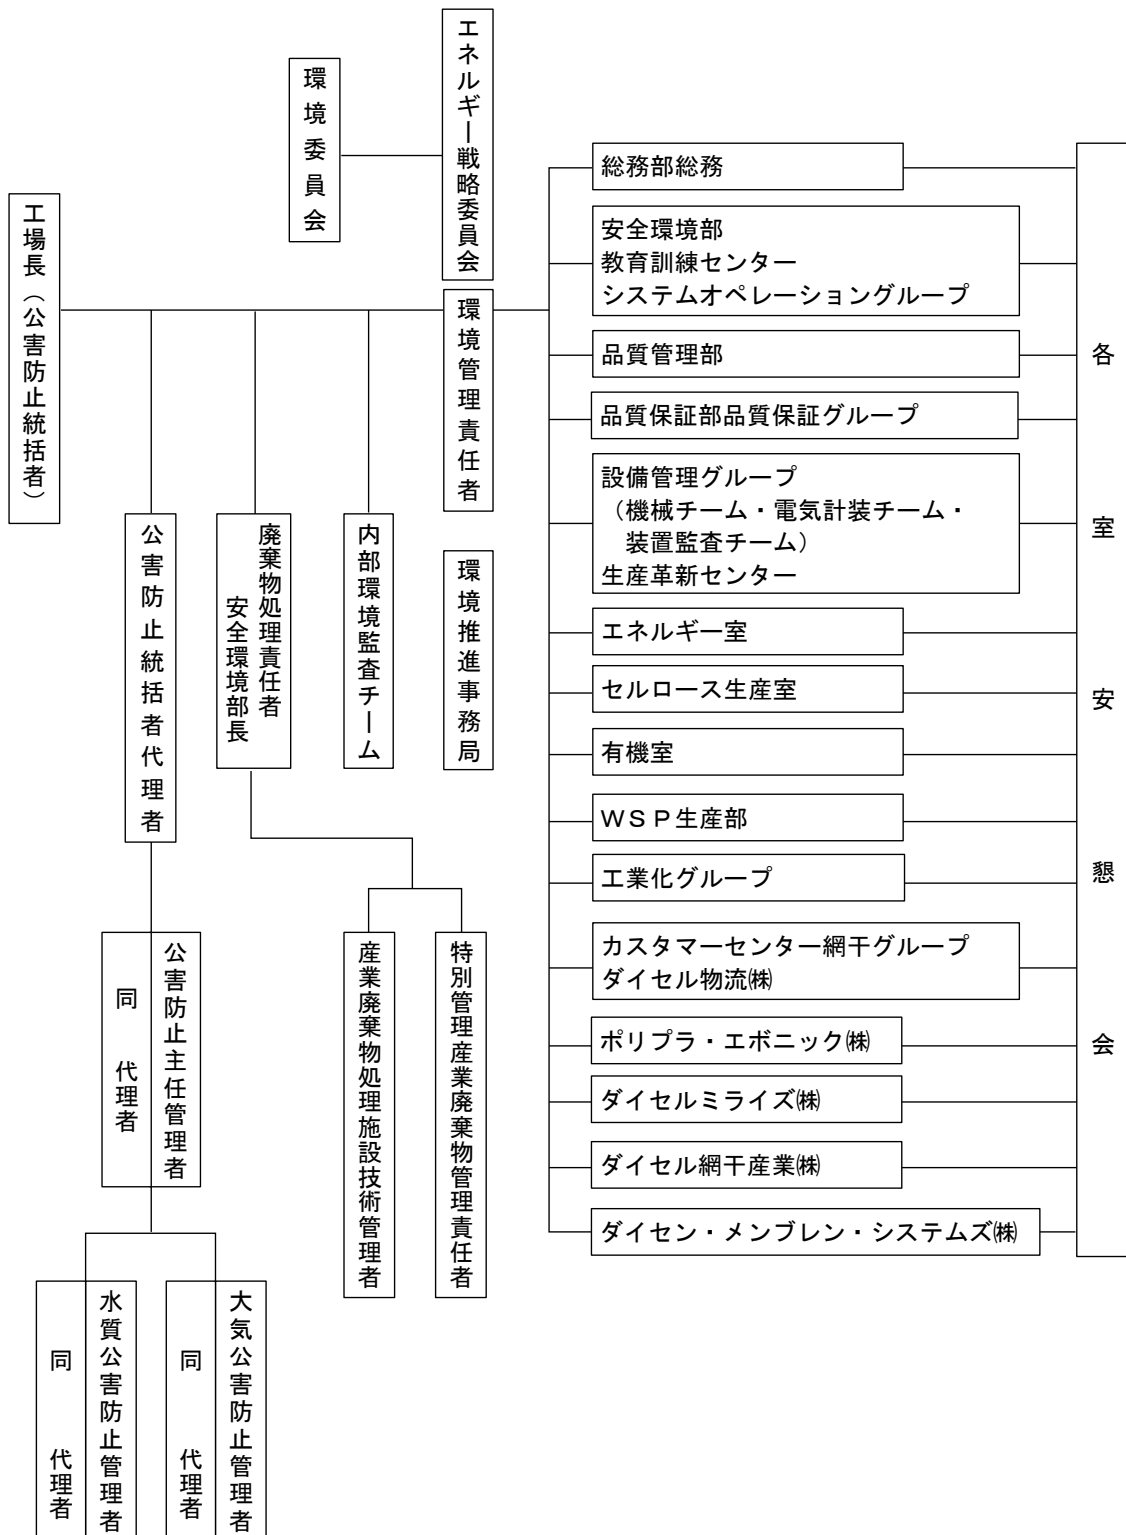 エネルギー戦略委員会
環境委員会
工場長（公害防止統括者）
環境管理責任者
環境推進事務局
内部環境監査チーム
廃棄物処理責任者
安全環境部長
公害防止統括者代理者
公害防止主任管理者
同　代理者
大気公害防止管理者
同　代理者
水質公害防止管理者
同　代理者
特別管理産業廃棄物管理責任者
産業廃棄物処理施設技術管理者
総務部総務
安全環境部
教育訓練センター
システムオペレーショングループ
品質管理部
品質保証部品質保証グループ
設備管理グループ
（機械チーム・電気計装チーム・
装置監査チーム）
生産革新センター
エネルギー室
セルロース生産室
有機室
ＷＳＰ生産部
工業化グループ
カスタマーセンター網干グループ
ダイセル物流㈱
ポリプラ・エボニック㈱
ダイセルミライズ㈱
ダイセル網干産業㈱
ダイセン・メンブレン・システムズ㈱
各室安懇会